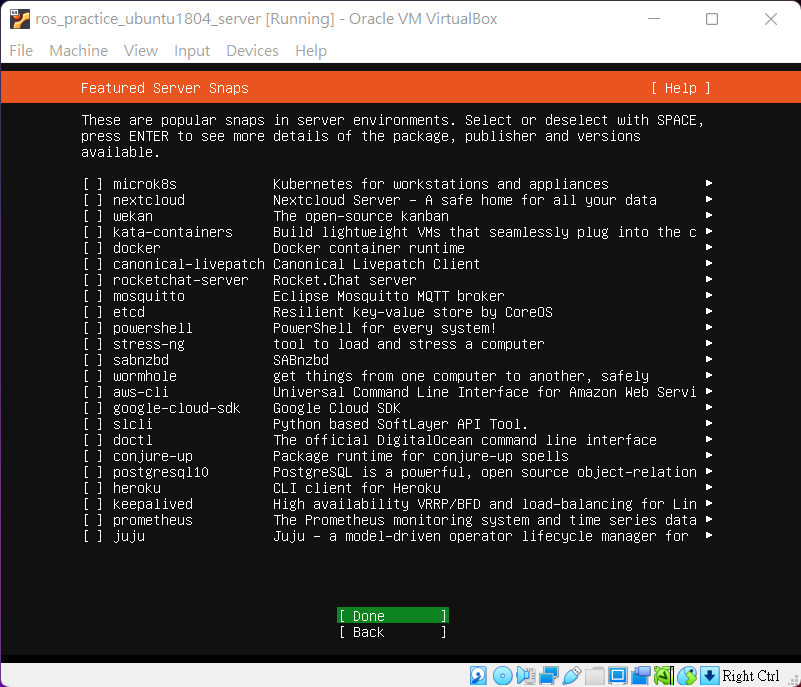 ros_practice_ubuntu1804_server [Running] - Oracle VM VirtualBox
File Machine View Input Devices Help
Featured Server Snaps [ Help ]
These are popular snaps in server environments. Select or deselect with SPACE,
press ENTER to see more details of the package, publisher and versions
available.
[ ] microk8s Kubernetes for workstations and appliances ►
[ ] nextcloud Nextcloud Server - A safe home for all your data ►
[ ] wekan The open-source kanban ►
[ ] kata-containers Build lightweight VMs that seamlessly plug into the c ►
[ ] docker Docker container runtime ►
[ ] canonical-livepatch Canonical Livepatch Client ►
[ ] rocketchat-server Rocket.Chat server ►
[ ] mosquitto Eclipse Mosquitto MQTT broker ►
[ ] etcd Resilient key-value store by CoreOS ►
[ ] powershell PowerShell for every system! ►
[ ] stress-ng tool to load and stress a computer ►
[ ] sabnzbd SABnzbd ►
[ ] wormhole get things from one computer to another, safely ►
[ ] aws-cli Universal Command Line Interface for Amazon Web Servi ►
[ ] google-cloud-sdk Google Cloud SDK ►
[ ] slcli Python based SoftLayer API Tool. ►
[ ] doctl The official DigitalOcean command line interface ►
[ ] conjure-up Package runtime for conjure-up spells ►
[ ] postgresql10 PostgreSQL is a powerful, open source object-relation ►
[ ] heroku CLI client for Heroku ►
[ ] keepalived High availability VRRP/BFD and load-balancing for Lin ►
[ ] prometheus The Prometheus monitoring system and time series data ►
[ ] juju Juju - a model-driven operator lifecycle manager for ►
[ Done ]
[ Back ]
Right Ctrl